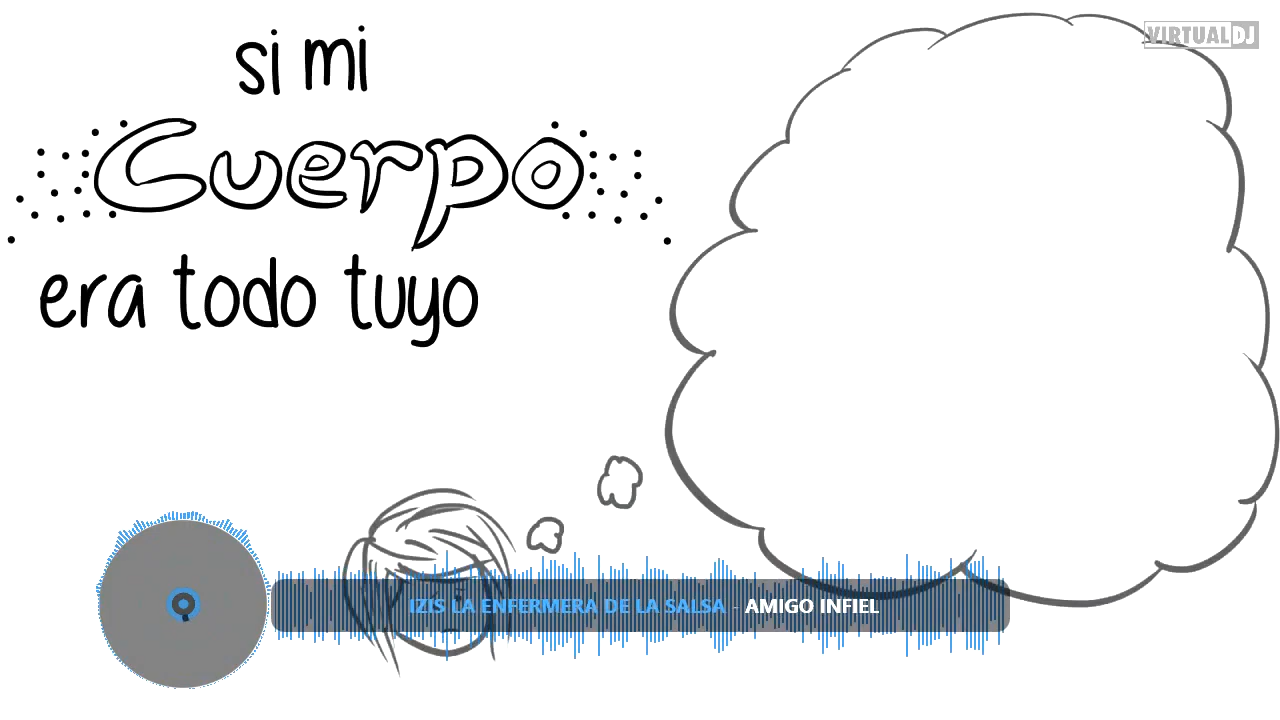 si mi
VIRTUALDJ
Cuerpo
era todo tuyo
IZIS LA ENFERMERA DE LA SALSA - AMIGO INFIEL